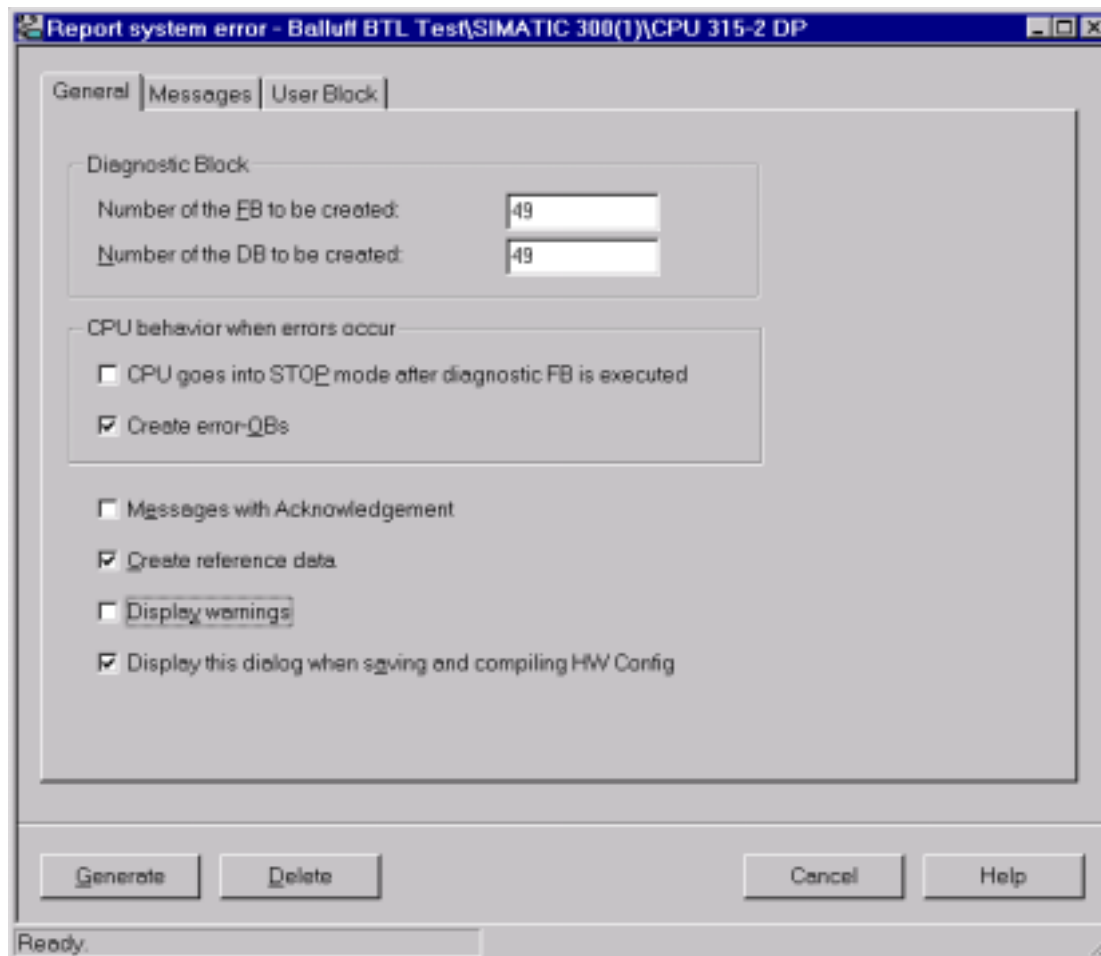 Report system error - Balluff BTL Test\SIMATIC 300(1)\CPU 315-2 DP
General Messages User Block
Diagnostic Block
Number of the FB to be created: 49
Number of the DB to be created: 49
CPU behavior when errors occur
CPU goes into STOP mode after diagnostic FB is executed
Create error-OBs
Messages with Acknowledgement
Create reference data
Display warnings
Display this dialog when saving and compiling HW Config
Generate Delete Cancel Help
Ready.